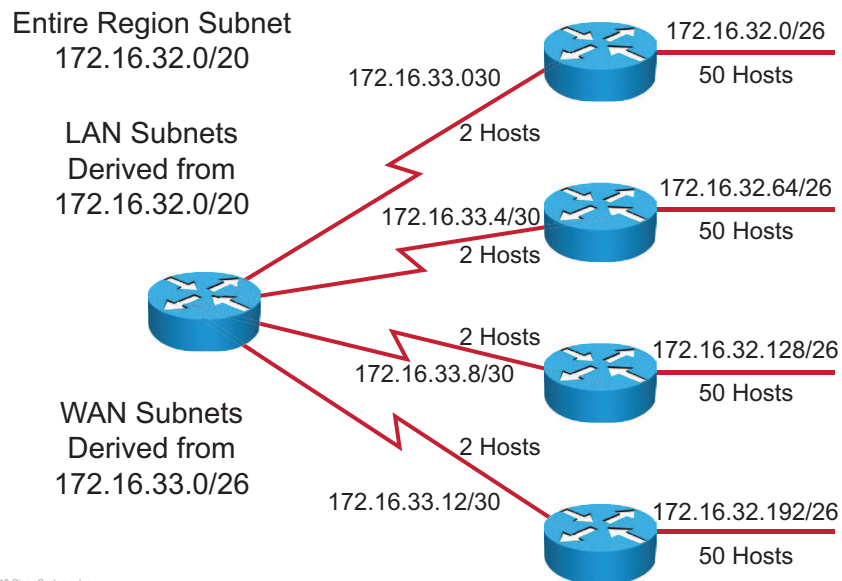 Entire Region Subnet
172.16.32.0/20
LAN Subnets
Derived from
172.16.32.0/20
WAN Subnets
Derived from
172.16.33.0/26
172.16.33.030
2 Hosts
172.16.32.0/26
50 Hosts
172.16.33.4/30
2 Hosts
172.16.32.64/26
50 Hosts
2 Hosts
172.16.33.8/30
172.16.32.128/26
50 Hosts
2 Hosts
172.16.33.12/30
172.16.32.192/26
50 Hosts